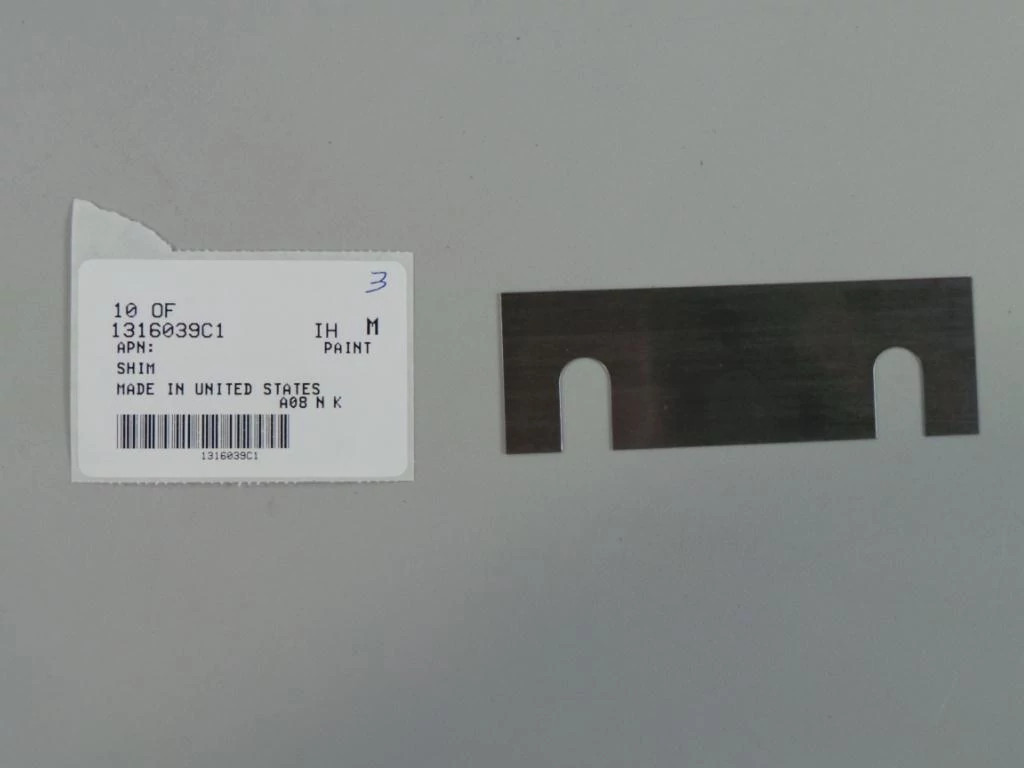 3
10 OF
1316039C1 IH M
APN: PAINT
SHIM
MADE IN UNITED STATES
A08 N K
1316039C1